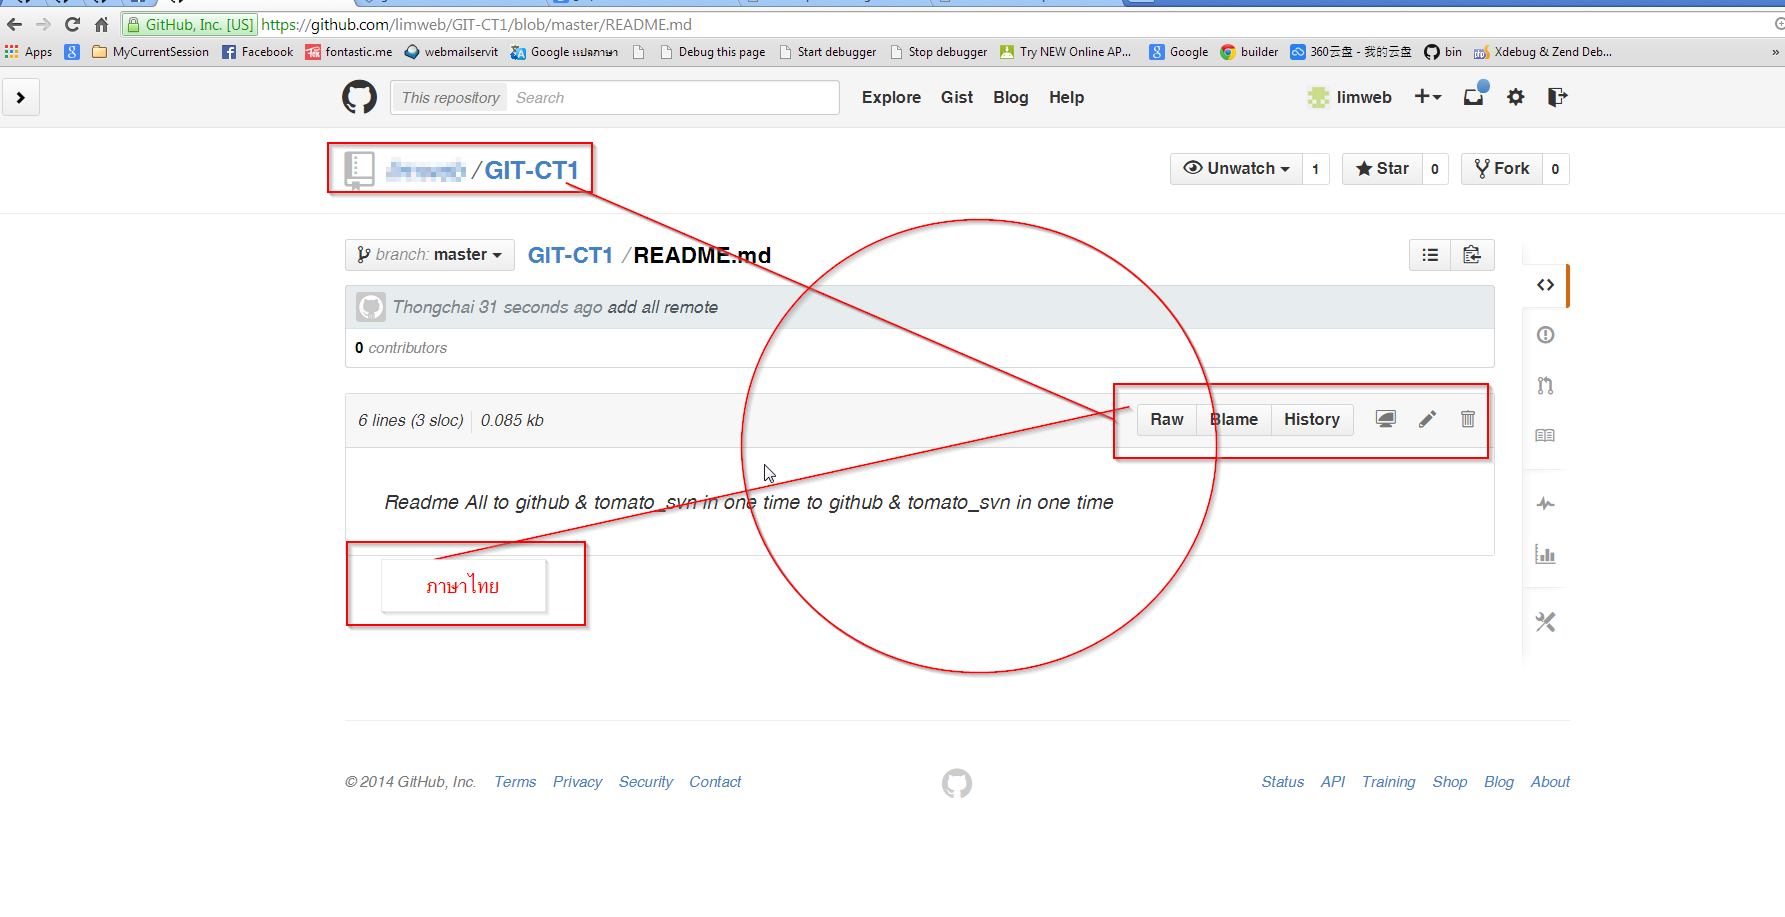 GitHub, Inc. [US] https://github.com/limweb/GIT-CT1/blob/master/README.md
Apps MyCurrentSession Facebook fontastic.me webmailservit Google แปลภาษา Debug this page Start debugger Stop debugger Try NEW Online AP... Google builder 360云盘 - 我的云盘 bin Xdebug & Zend Deb... »
This repository Search Explore Gist Blog Help limweb
/ GIT-CT1 Unwatch 1 Star 0 Fork 0
branch: master GIT-CT1 / README.md
Thongchai 31 seconds ago add all remote
0 contributors
6 lines (3 sloc) 0.085 kb Raw Blame History
Readme All to github & tomato_svn in one time to github & tomato_svn in one time
ภาษาไทย
© 2014 GitHub, Inc. Terms Privacy Security Contact Status API Training Shop Blog About